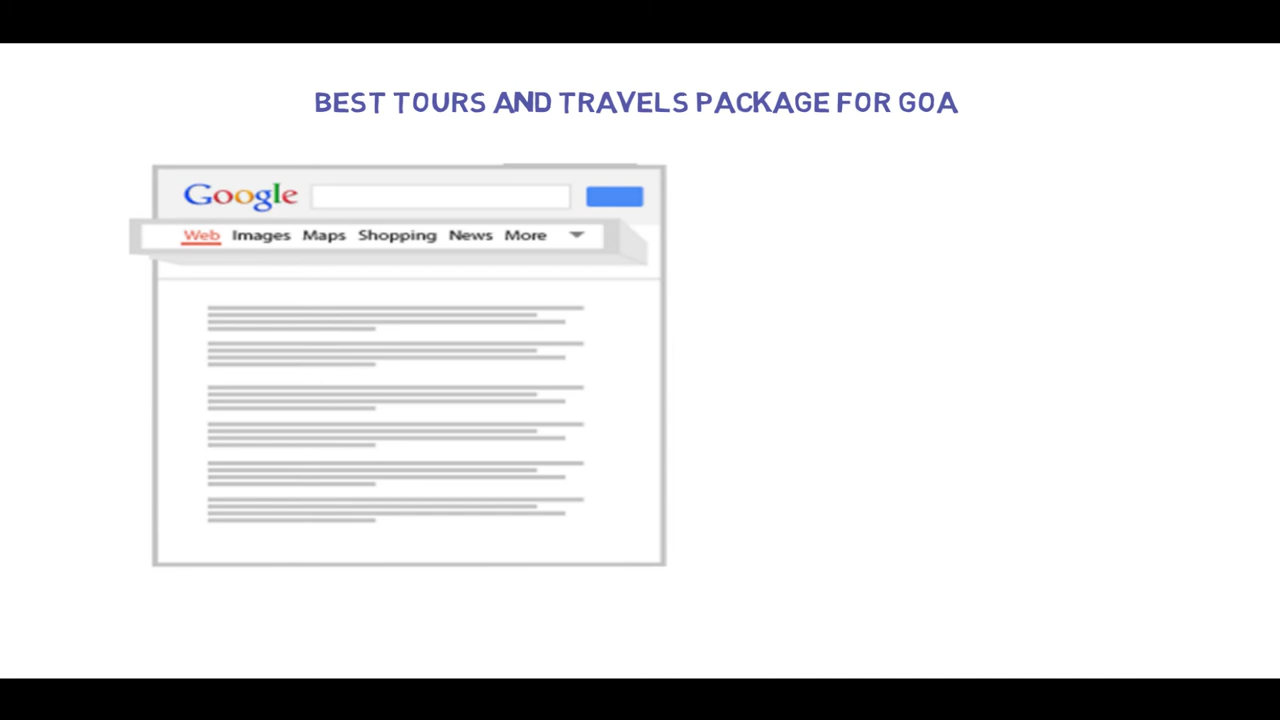 BEST TOURS AND TRAVELS PACKAGE FOR GOA
Google
Web Images Maps Shopping News More